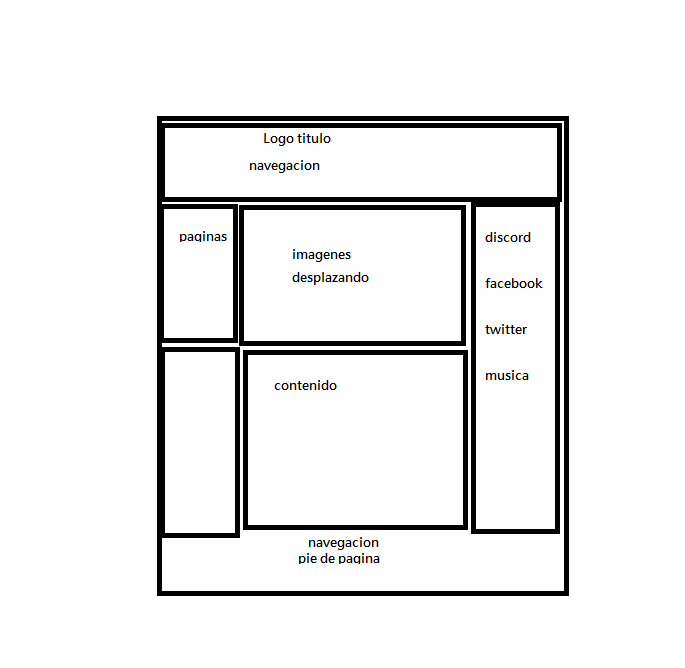 Logo titulo
navegacion
paginas
imagenes
desplazando
discord
facebook
twitter
musica
contenido
navegacion
pie de pagina